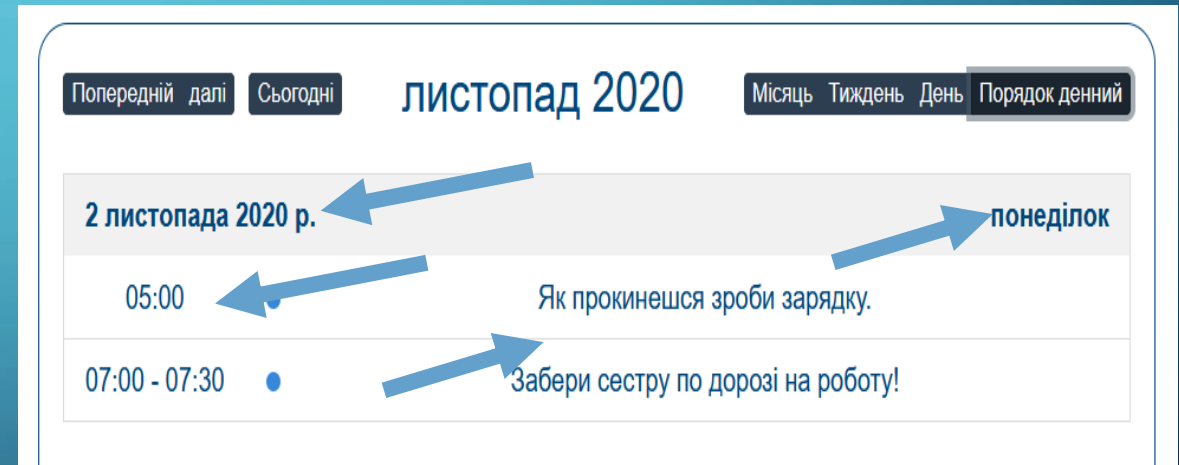 Попередній далі Сьогодні листопад 2020 Місяць Тиждень День Порядок денний
2 листопада 2020 р. понеділок
05:00 Як прокинешся зроби зарядку.
07:00 - 07:30 Забери сестру по дорозі на роботу!